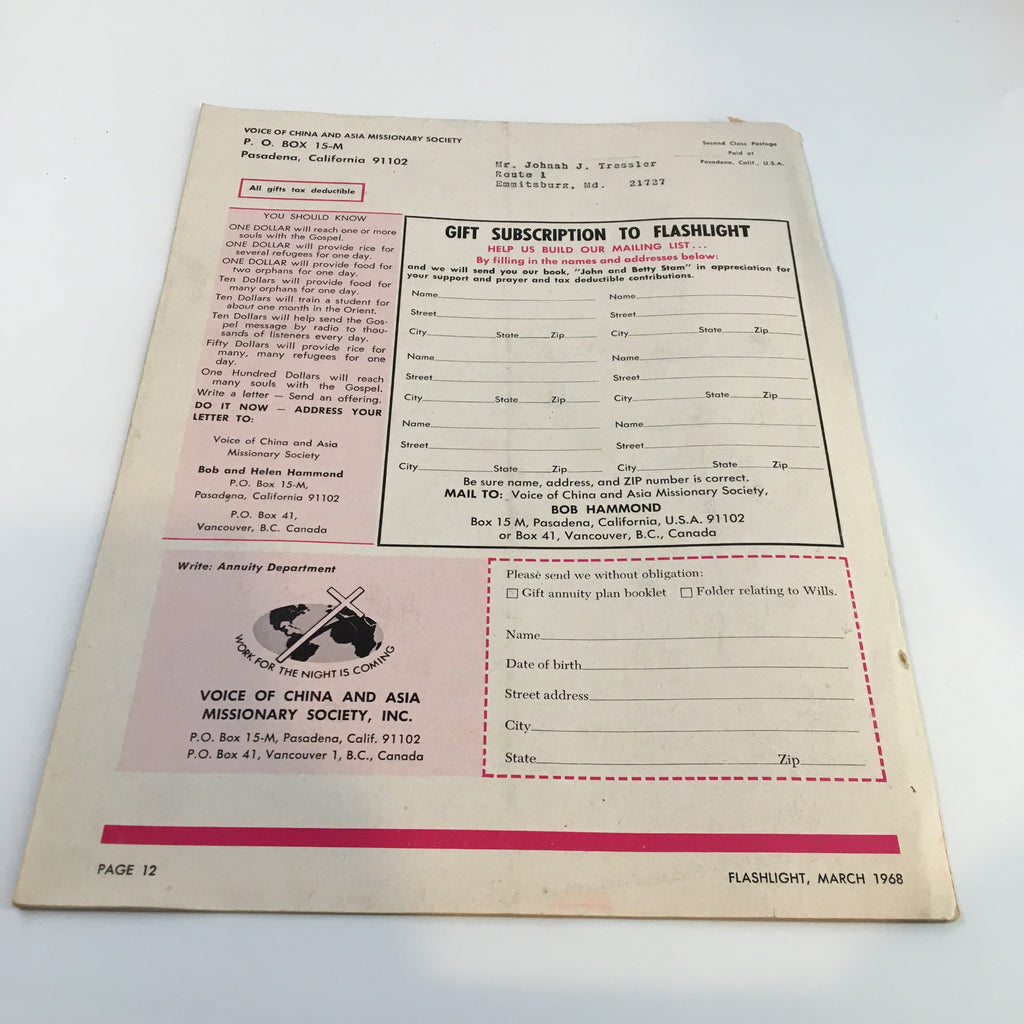 VOICE OF CHINA AND ASIA MISSIONARY SOCIETY
P. O. BOX 15-M
Pasadena, California 91102
Second Class Postage
Paid at
Pasadena, Calif., U.S.A.
Mr. Johnah J. Tressler
Route 1
Emmitsburg, Md. 21727
All gifts tax deductible
YOU SHOULD KNOW
ONE DOLLAR will reach one or more
souls with the Gospel.
ONE DOLLAR will provide rice for
several refugees for one day.
ONE DOLLAR will provide food for
two orphans for one day.
Ten Dollars will provide food for
many orphans for one day.
Ten Dollars will train a student for
about one month in the Orient.
Ten Dollars will help send the Gos-
pel message by radio to thou-
sands of listeners every day.
Fifty Dollars will provide rice for
many, many refugees for one
day.
One Hundred Dollars will reach
many souls with the Gospel.
Write a letter — Send an offering.
DO IT NOW — ADDRESS YOUR
LETTER TO:
Voice of China and Asia
Missionary Society
Bob and Helen Hammond
P.O. Box 15-M,
Pasadena, California 91102
P.O. Box 41,
Vancouver, B.C. Canada
GIFT SUBSCRIPTION TO FLASHLIGHT
HELP US BUILD OUR MAILING LIST...
By filling in the names and addresses below:
and we will send you our book, "John and Betty Stam" in appreciation for
your support and prayer and tax deductible contributions.
Name Name
Street Street
City State Zip City State Zip
Name Name
Street Street
City State Zip City State Zip
Name Name
Street Street
City State Zip City State Zip
Be sure name, address, and ZIP number is correct.
MAIL TO: Voice of China and Asia Missionary Society,
BOB HAMMOND
Box 15 M, Pasadena, California, U.S.A. 91102
or Box 41, Vancouver, B.C., Canada
Write: Annuity Department
WORK FOR THE NIGHT IS COMING
VOICE OF CHINA AND ASIA
MISSIONARY SOCIETY, INC.
P.O. Box 15-M, Pasadena, Calif. 91102
P.O. Box 41, Vancouver 1, B.C., Canada
Please send we without obligation:
Gift annuity plan booklet Folder relating to Wills.
Name
Date of birth
Street address
City
State Zip
PAGE 12
FLASHLIGHT, MARCH 1968